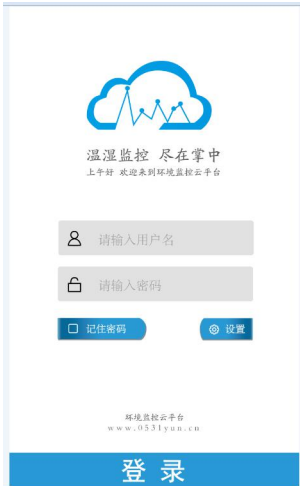 温湿监控 尽在掌中
上午好 欢迎来到环境监控云平台
请输入用户名
请输入密码
记住密码 设置
环境监控云平台
www.0531yun.cn
登录